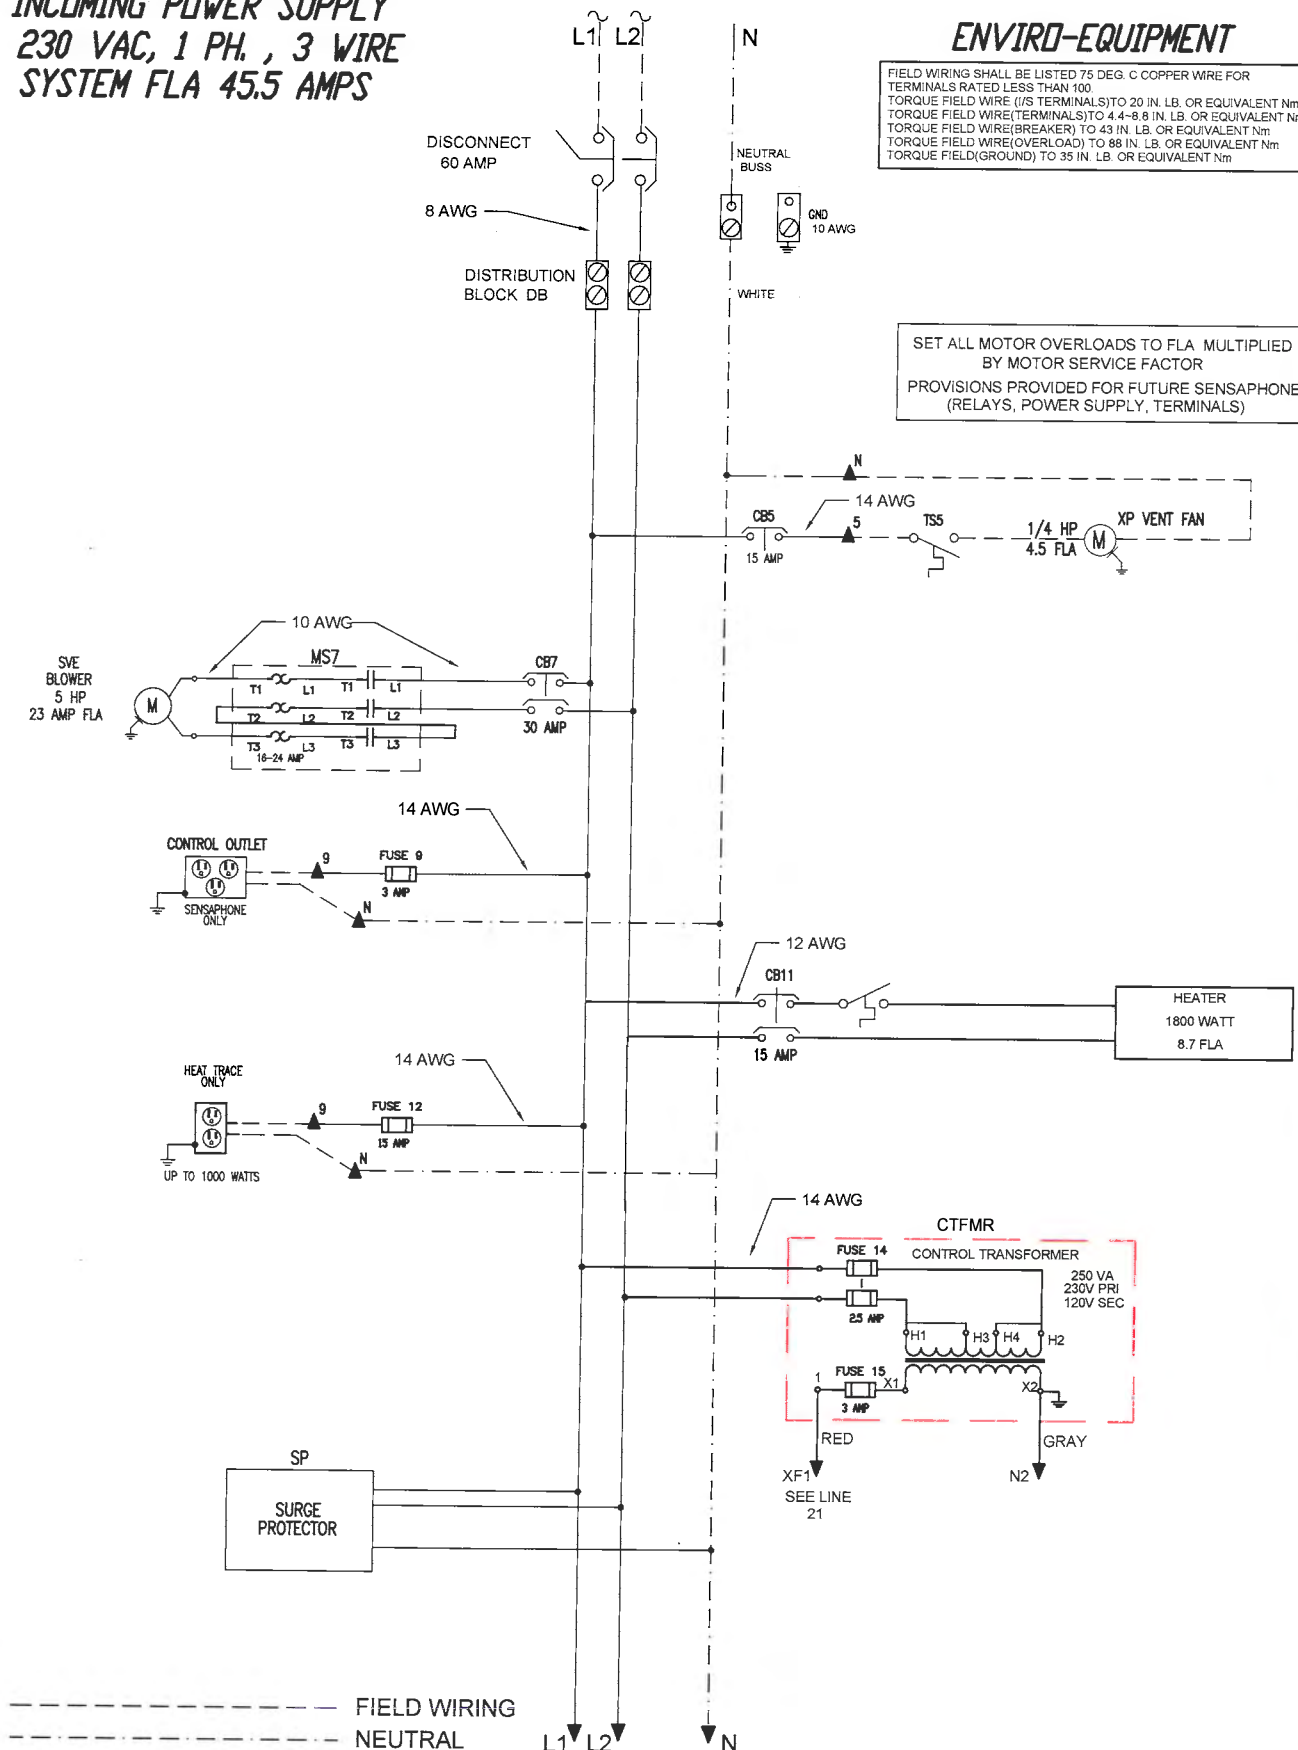 INCOMING POWER SUPPLY
230 VAC, 1 PH. , 3 WIRE
SYSTEM FLA 45.5 AMPS
L1 L2 N
ENVIRO-EQUIPMENT
FIELD WIRING SHALL BE LISTED 75 DEG. C COPPER WIRE FOR
TERMINALS RATED LESS THAN 100.
TORQUE FIELD WIRE (I/S TERMINALS)TO 20 IN. LB. OR EQUIVALENT Nm
TORQUE FIELD WIRE(TERMINALS)TO 4.4-8.8 IN. LB. OR EQUIVALENT Nm
TORQUE FIELD WIRE(BREAKER) TO 43 IN. LB. OR EQUIVALENT Nm
TORQUE FIELD WIRE(OVERLOAD) TO 88 IN. LB. OR EQUIVALENT Nm
TORQUE FIELD(GROUND) TO 35 IN. LB. OR EQUIVALENT Nm
DISCONNECT
60 AMP
NEUTRAL
BUSS
8 AWG
GND
10 AWG
DISTRIBUTION
BLOCK DB
WHITE
SET ALL MOTOR OVERLOADS TO FLA MULTIPLIED
BY MOTOR SERVICE FACTOR
PROVISIONS PROVIDED FOR FUTURE SENSAPHONE
(RELAYS, POWER SUPPLY, TERMINALS)
N
14 AWG
CB5
15 AMP
5
TS5
1/4 HP
4.5 FLA
M
XP VENT FAN
10 AWG
SVE
BLOWER
5 HP
23 AMP FLA
M
MS7
T1 L1 T1 L1
T2 L2 T2 L2
T3 L3 T3 L3
16-24 AMP
CB7
30 AMP
14 AWG
CONTROL OUTLET
9
FUSE 9
3 AMP
SENSAPHONE
ONLY
N
12 AWG
CB11
15 AMP
HEATER
1800 WATT
8.7 FLA
14 AWG
HEAT TRACE
ONLY
9
FUSE 12
15 AMP
N
UP TO 1000 WATTS
14 AWG
CTFMR
FUSE 14
CONTROL TRANSFORMER
250 VA
230V PRI
120V SEC
2.5 AMP
H1 H3 H4 H2
1
FUSE 15
X1 X2
3 AMP
RED
GRAY
XF1
N2
SEE LINE
21
SP
SURGE
PROTECTOR
FIELD WIRING
NEUTRAL
L1 L2 N